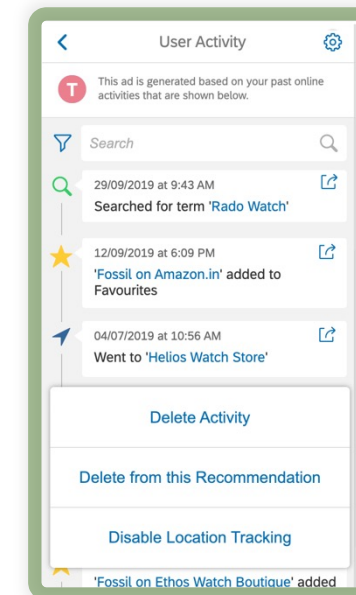 User Activity
T
This ad is generated based on your past online
activities that are shown below.
Search
29/09/2019 at 9:43 AM
Searched for term 'Rado Watch'
12/09/2019 at 6:09 PM
'Fossil on Amazon.in' added to
Favourites
04/07/2019 at 10:56 AM
Went to 'Helios Watch Store'
Delete Activity
Delete from this Recommendation
Disable Location Tracking
'Fossil on Ethos Watch Boutique' added